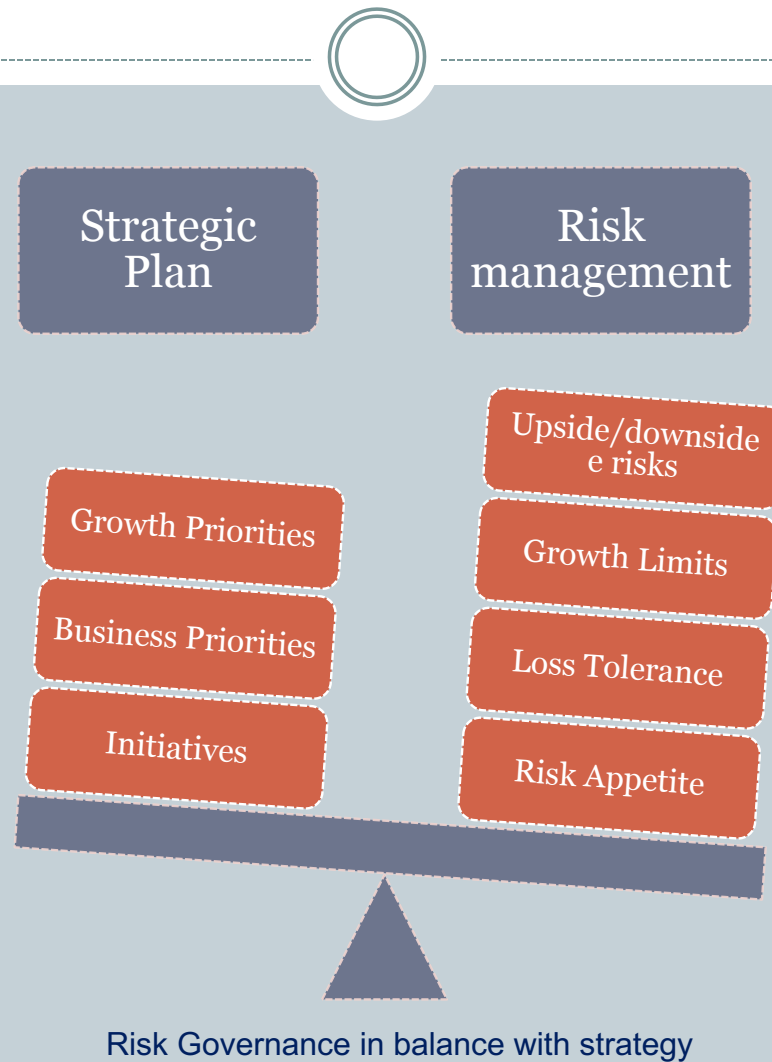 Strategic
Plan
Risk
management
Growth Priorities
Business Priorities
Initiatives
Upside/downside
e risks
Growth Limits
Loss Tolerance
Risk Appetite
Risk Governance in balance with strategy